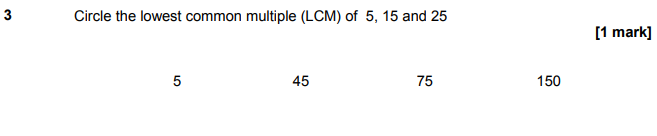 3 Circle the lowest common multiple (LCM) of 5, 15 and 25
[1 mark]
5 45 75 150